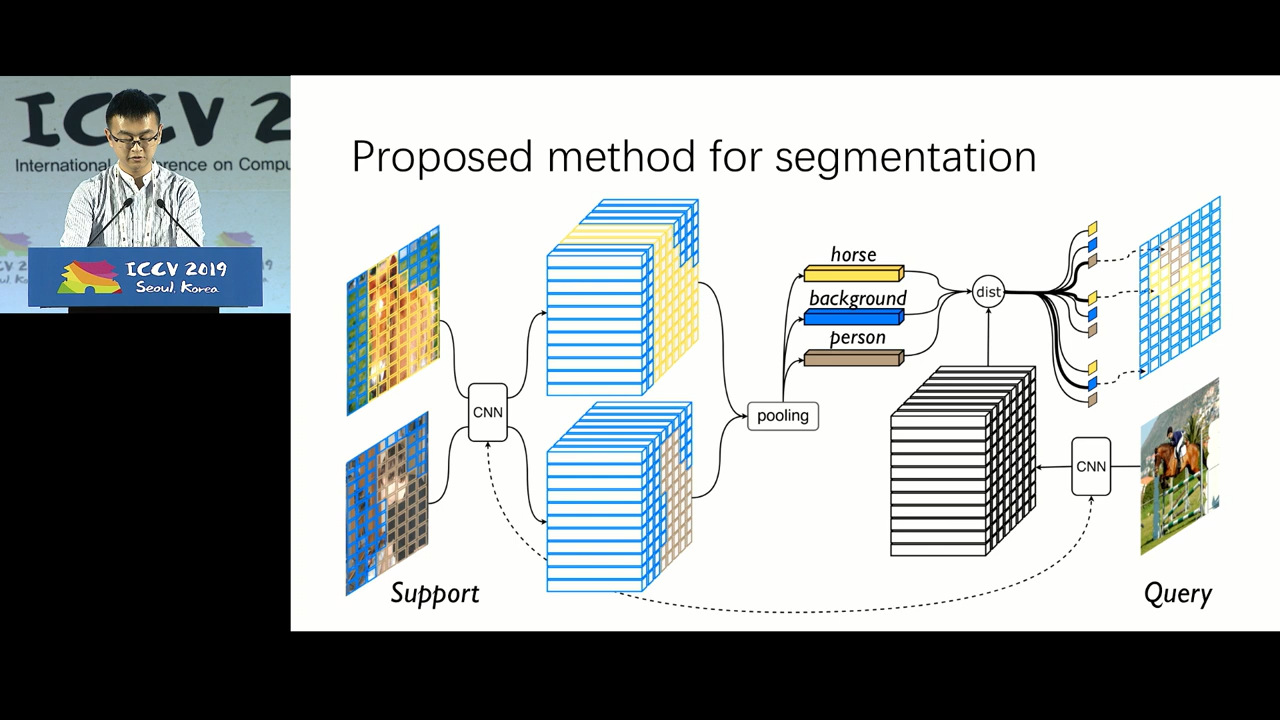 ICCV 2
International
rence on Compu
ICCV 2019
Seoul, Korea
Proposed method for segmentation
horse
background
person
dist
CNN
pooling
CNN
Support
Query